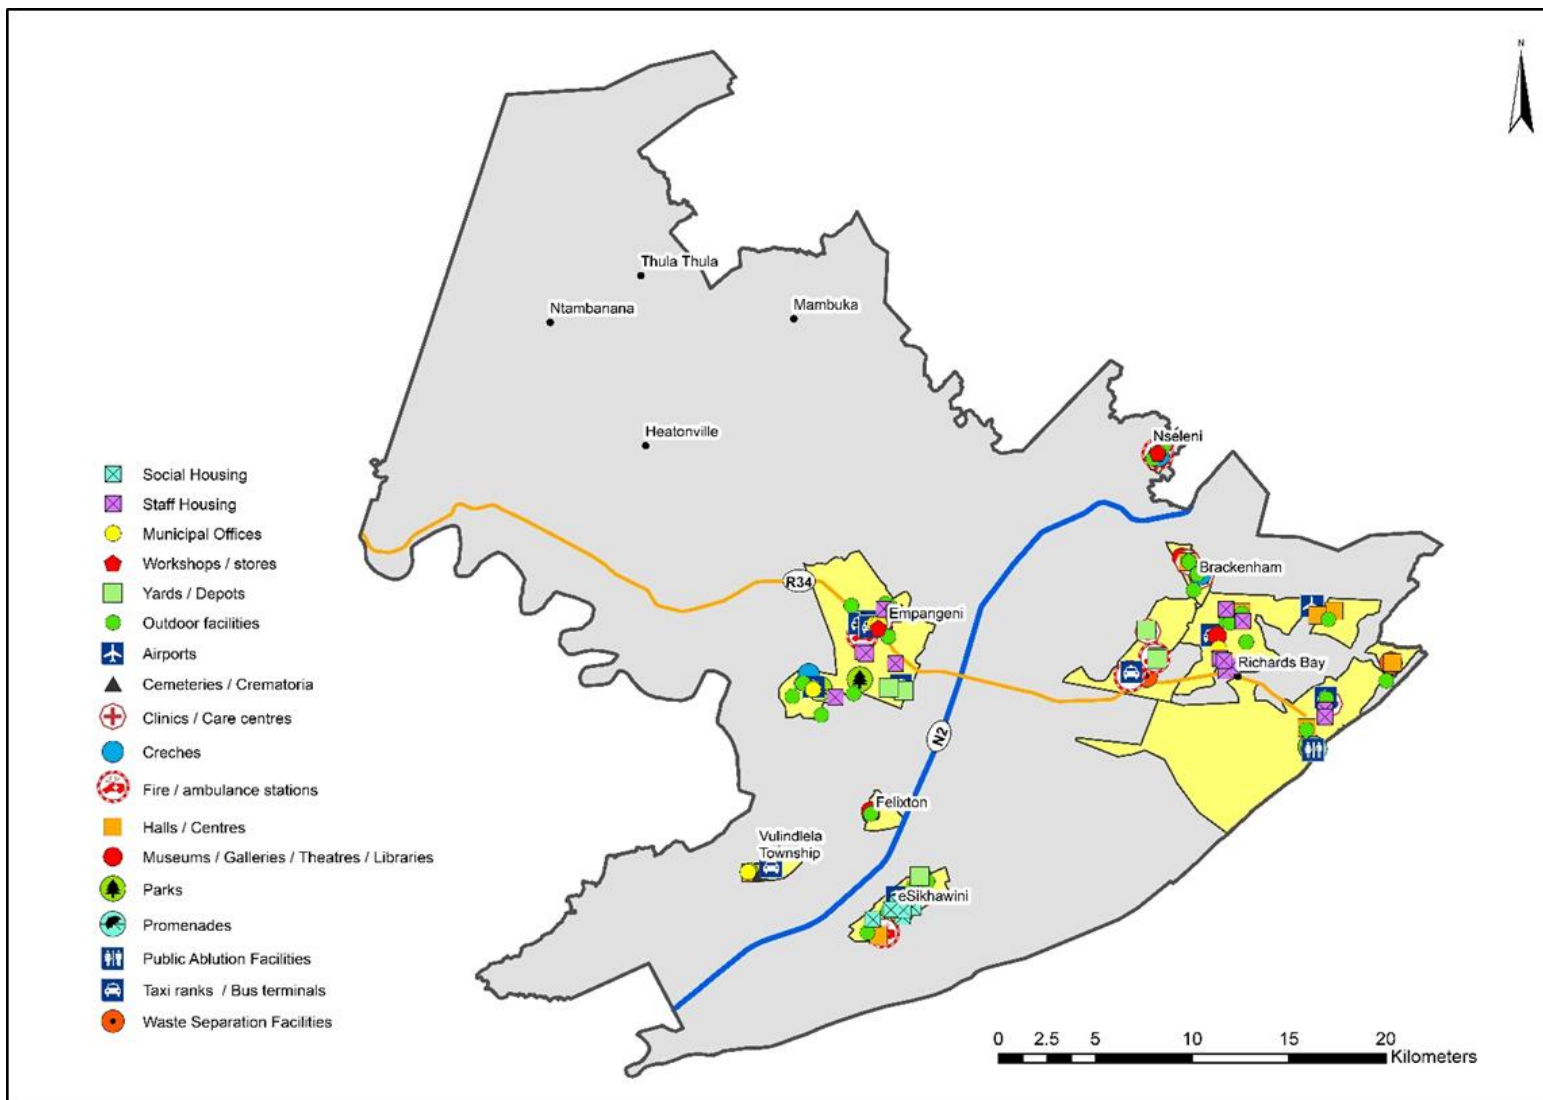 N
Thula Thula
Ntambanana
Mambuka
Heatonville
Nseleni
R34
Empangeni
Brackenham
Richards Bay
N2
Felixton
Vulindlela
Township
eSikhawini
Social Housing
Staff Housing
Municipal Offices
Workshops / stores
Yards / Depots
Outdoor facilities
Airports
Cemeteries / Crematoria
Clinics / Care centres
Creches
Fire / ambulance stations
Halls / Centres
Museums / Galleries / Theatres / Libraries
Parks
Promenades
Public Ablution Facilities
Taxi ranks / Bus terminals
Waste Separation Facilities
0 2.5 5 10 15 20
Kilometers